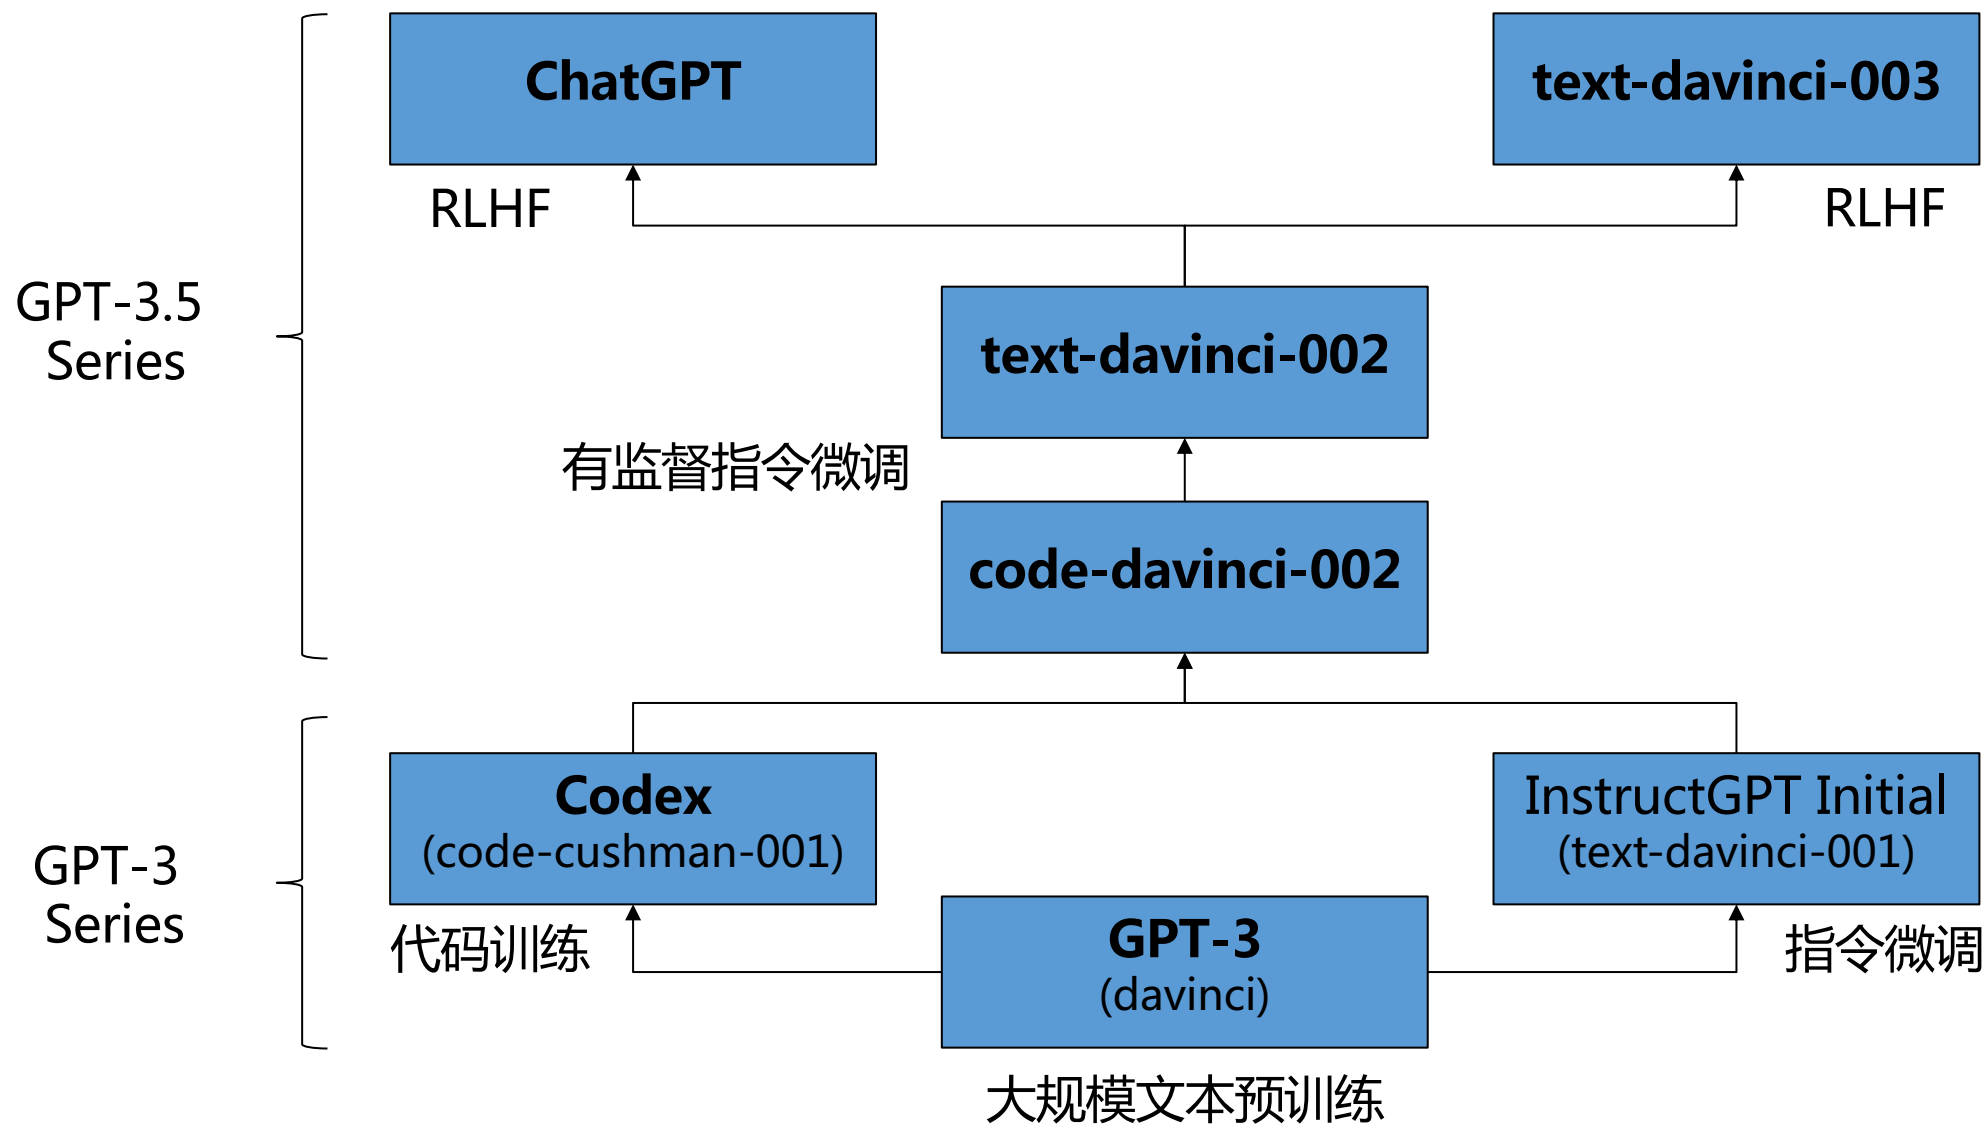 ChatGPT
text-davinci-003
RLHF
RLHF
GPT-3.5
Series
text-davinci-002
有监督指令微调
code-davinci-002
Codex
(code-cushman-001)
InstructGPT Initial
(text-davinci-001)
GPT-3
Series
代码训练
GPT-3
(davinci)
指令微调
大规模文本预训练